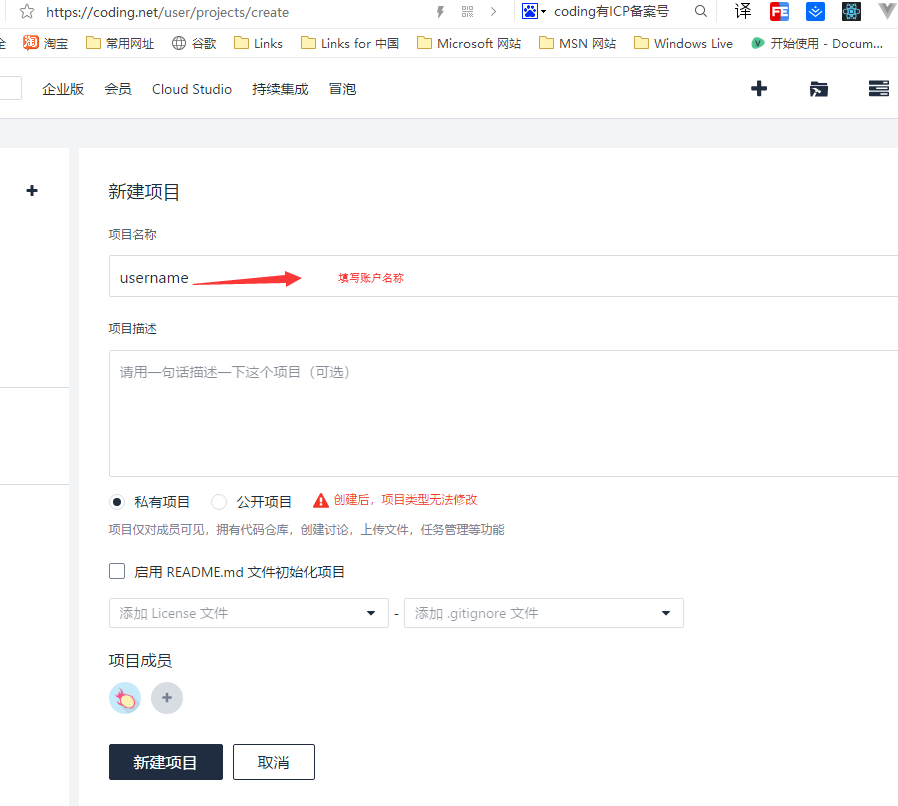 https://coding.net/user/projects/create
coding有ICP备案号
译
FE
淘 淘宝 常用网址 谷歌 Links Links for 中国 Microsoft 网站 MSN 网站 Windows Live 开始使用 - Docum...
企业版 会员 Cloud Studio 持续集成 冒泡
新建项目
项目名称
username 填写账户名称
项目描述
请用一句话描述一下这个项目（可选）
私有项目 公开项目 创建后，项目类型无法修改
项目仅对成员可见，拥有代码仓库，创建讨论，上传文件，任务管理等功能
启用 README.md 文件初始化项目
添加 License 文件 - 添加 .gitignore 文件
项目成员
新建项目 取消